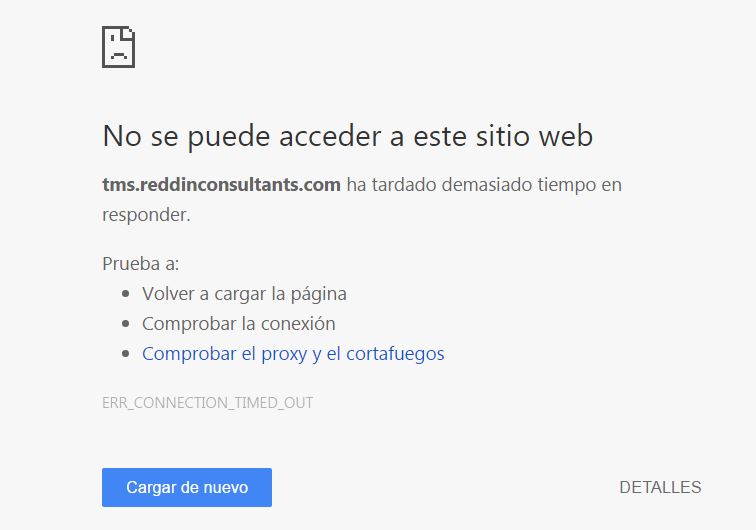 No se puede acceder a este sitio web
tms.reddinconsultants.com ha tardado demasiado tiempo en
responder.
Prueba a:
Volver a cargar la página
Comprobar la conexión
Comprobar el proxy y el cortafuegos
ERR_CONNECTION_TIMED_OUT
Cargar de nuevo
DETALLES